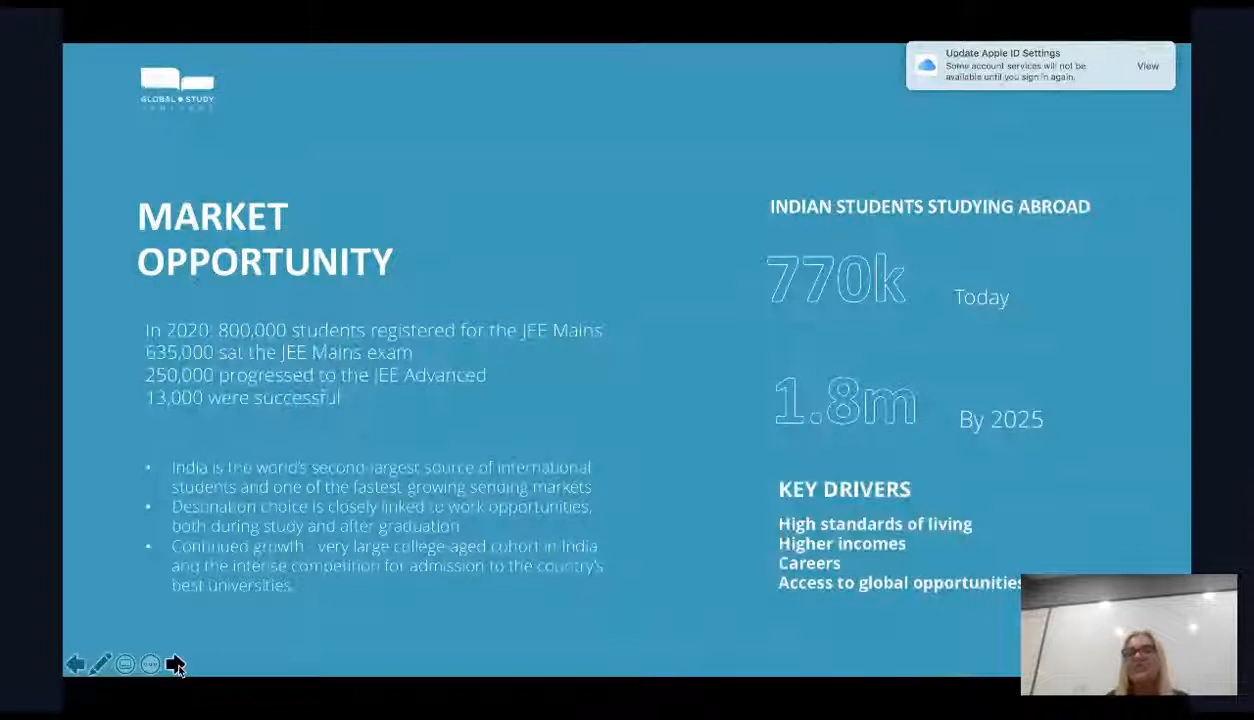 GLOBAL STUDY
Update Apple ID Settings
Some account services will not be
available until you sign in again.
View
MARKET
OPPORTUNITY
In 2020: 800,000 students registered for the JEE Mains
635,000 sat the JEE Mains exam
250,000 progressed to the JEE Advanced
13,000 were successful
• India is the world's second-largest source of international
students and one of the fastest growing sending markets
• Destination choice is closely linked to work opportunities,
both during study and after graduation
• Continued growth - very large college-aged cohort in India
and the intense competition for admission to the country's
best universities.
INDIAN STUDENTS STUDYING ABROAD
770k Today
1.8m By 2025
KEY DRIVERS
High standards of living
Higher incomes
Careers
Access to global opportunities